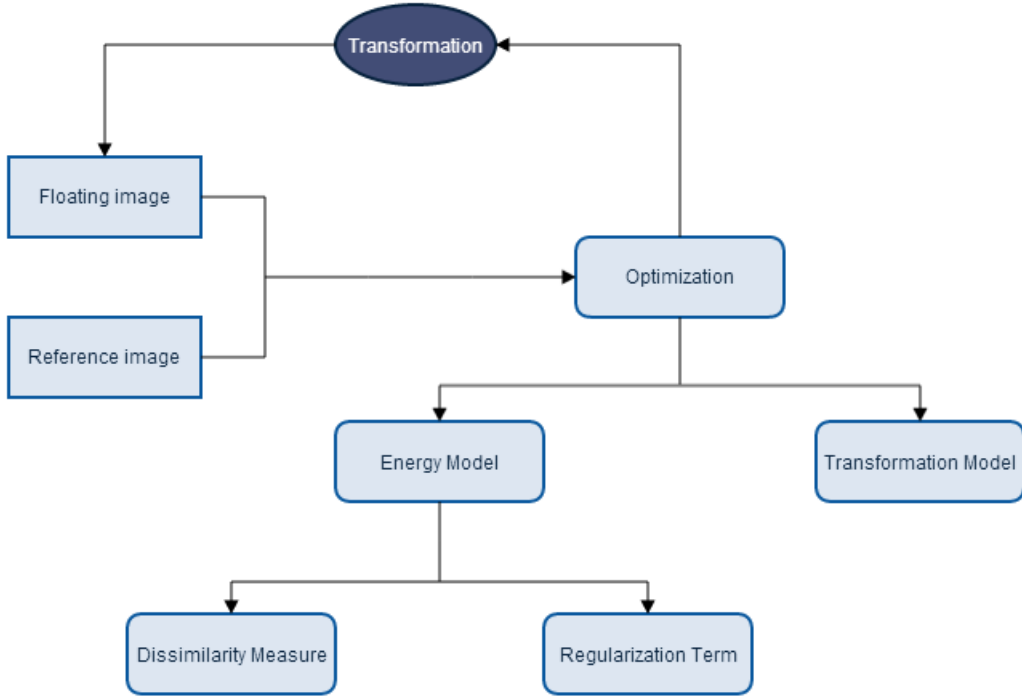 Transformation
Floating image
Optimization
Reference image
Energy Model
Transformation Model
Dissimilarity Measure
Regularization Term